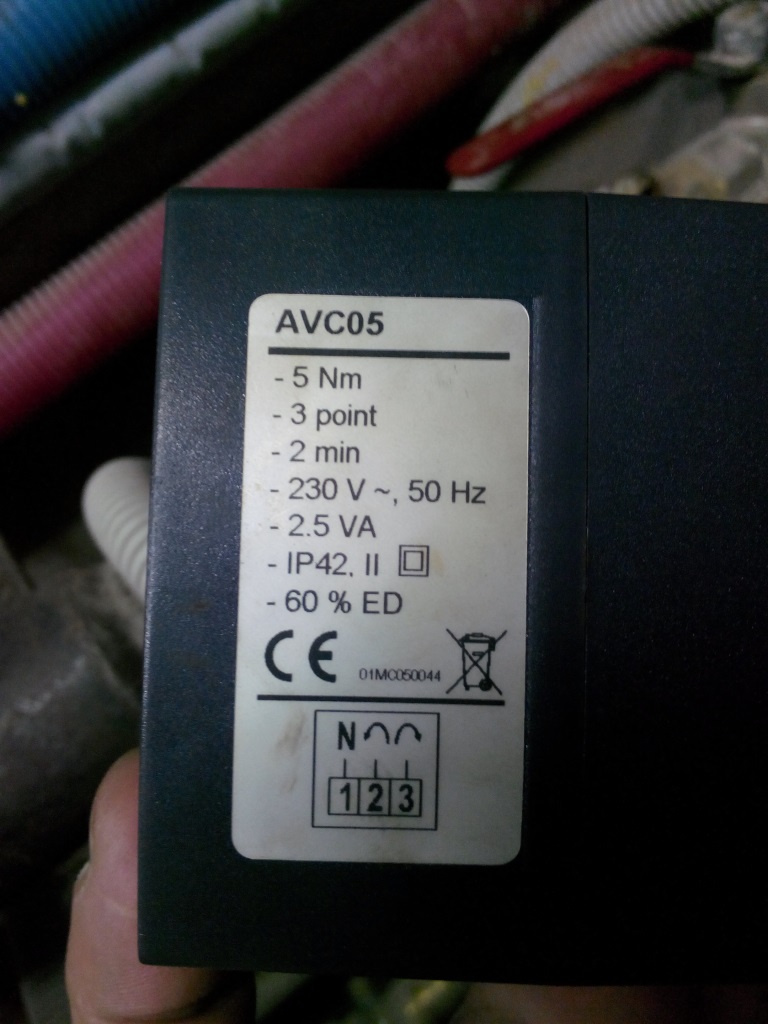 AVC05
- 5 Nm
- 3 point
- 2 min
- 230 V ~, 50 Hz
- 2.5 VA
- IP42, II
- 60 % ED
CE 01MC050044
N
1 2 3